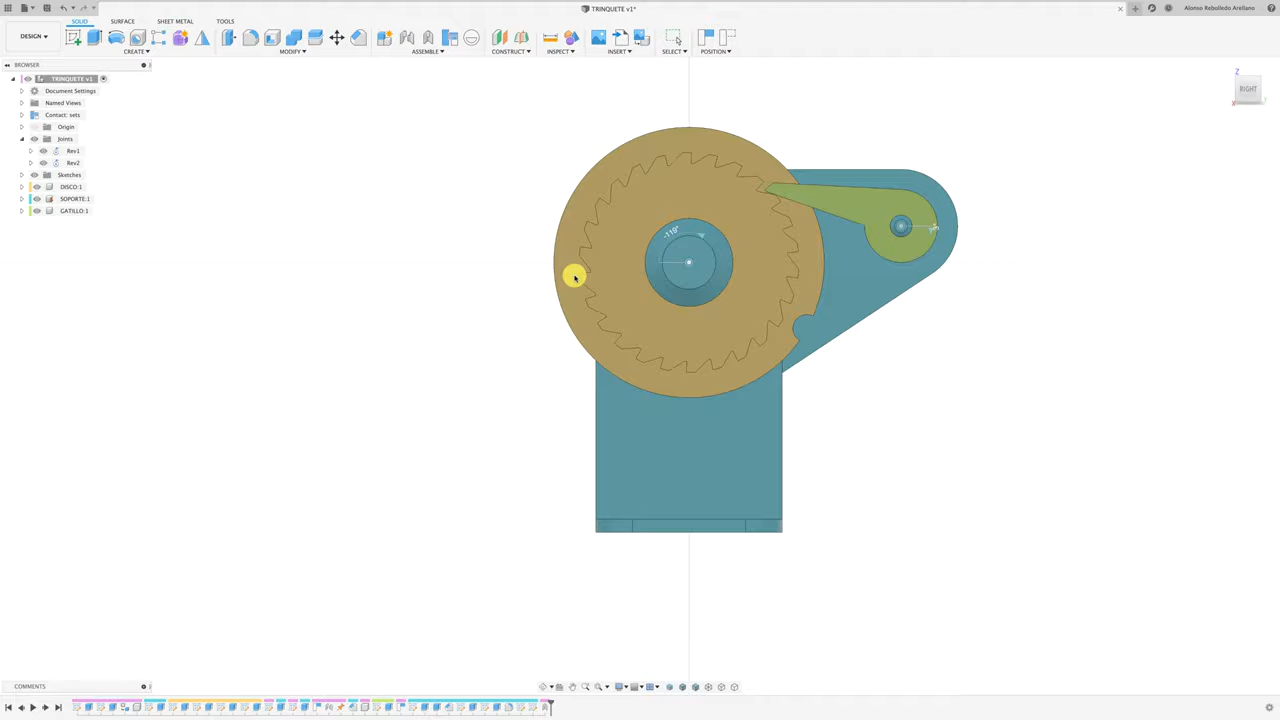 TRINQUETE v1*
Alonso Rebolledo Arellano
SOLID SURFACE SHEET METAL TOOLS
DESIGN
CREATE MODIFY ASSEMBLE CONSTRUCT INSPECT INSERT SELECT POSITION
BROWSER
TRINQUETE v1
Document Settings
Named Views
Contact: sets
Origin
Joints
Rev1
Rev2
Sketches
DISCO:1
SOPORTE:1
GATILLO:1
Z
RIGHT
X
-119°
COMMENTS